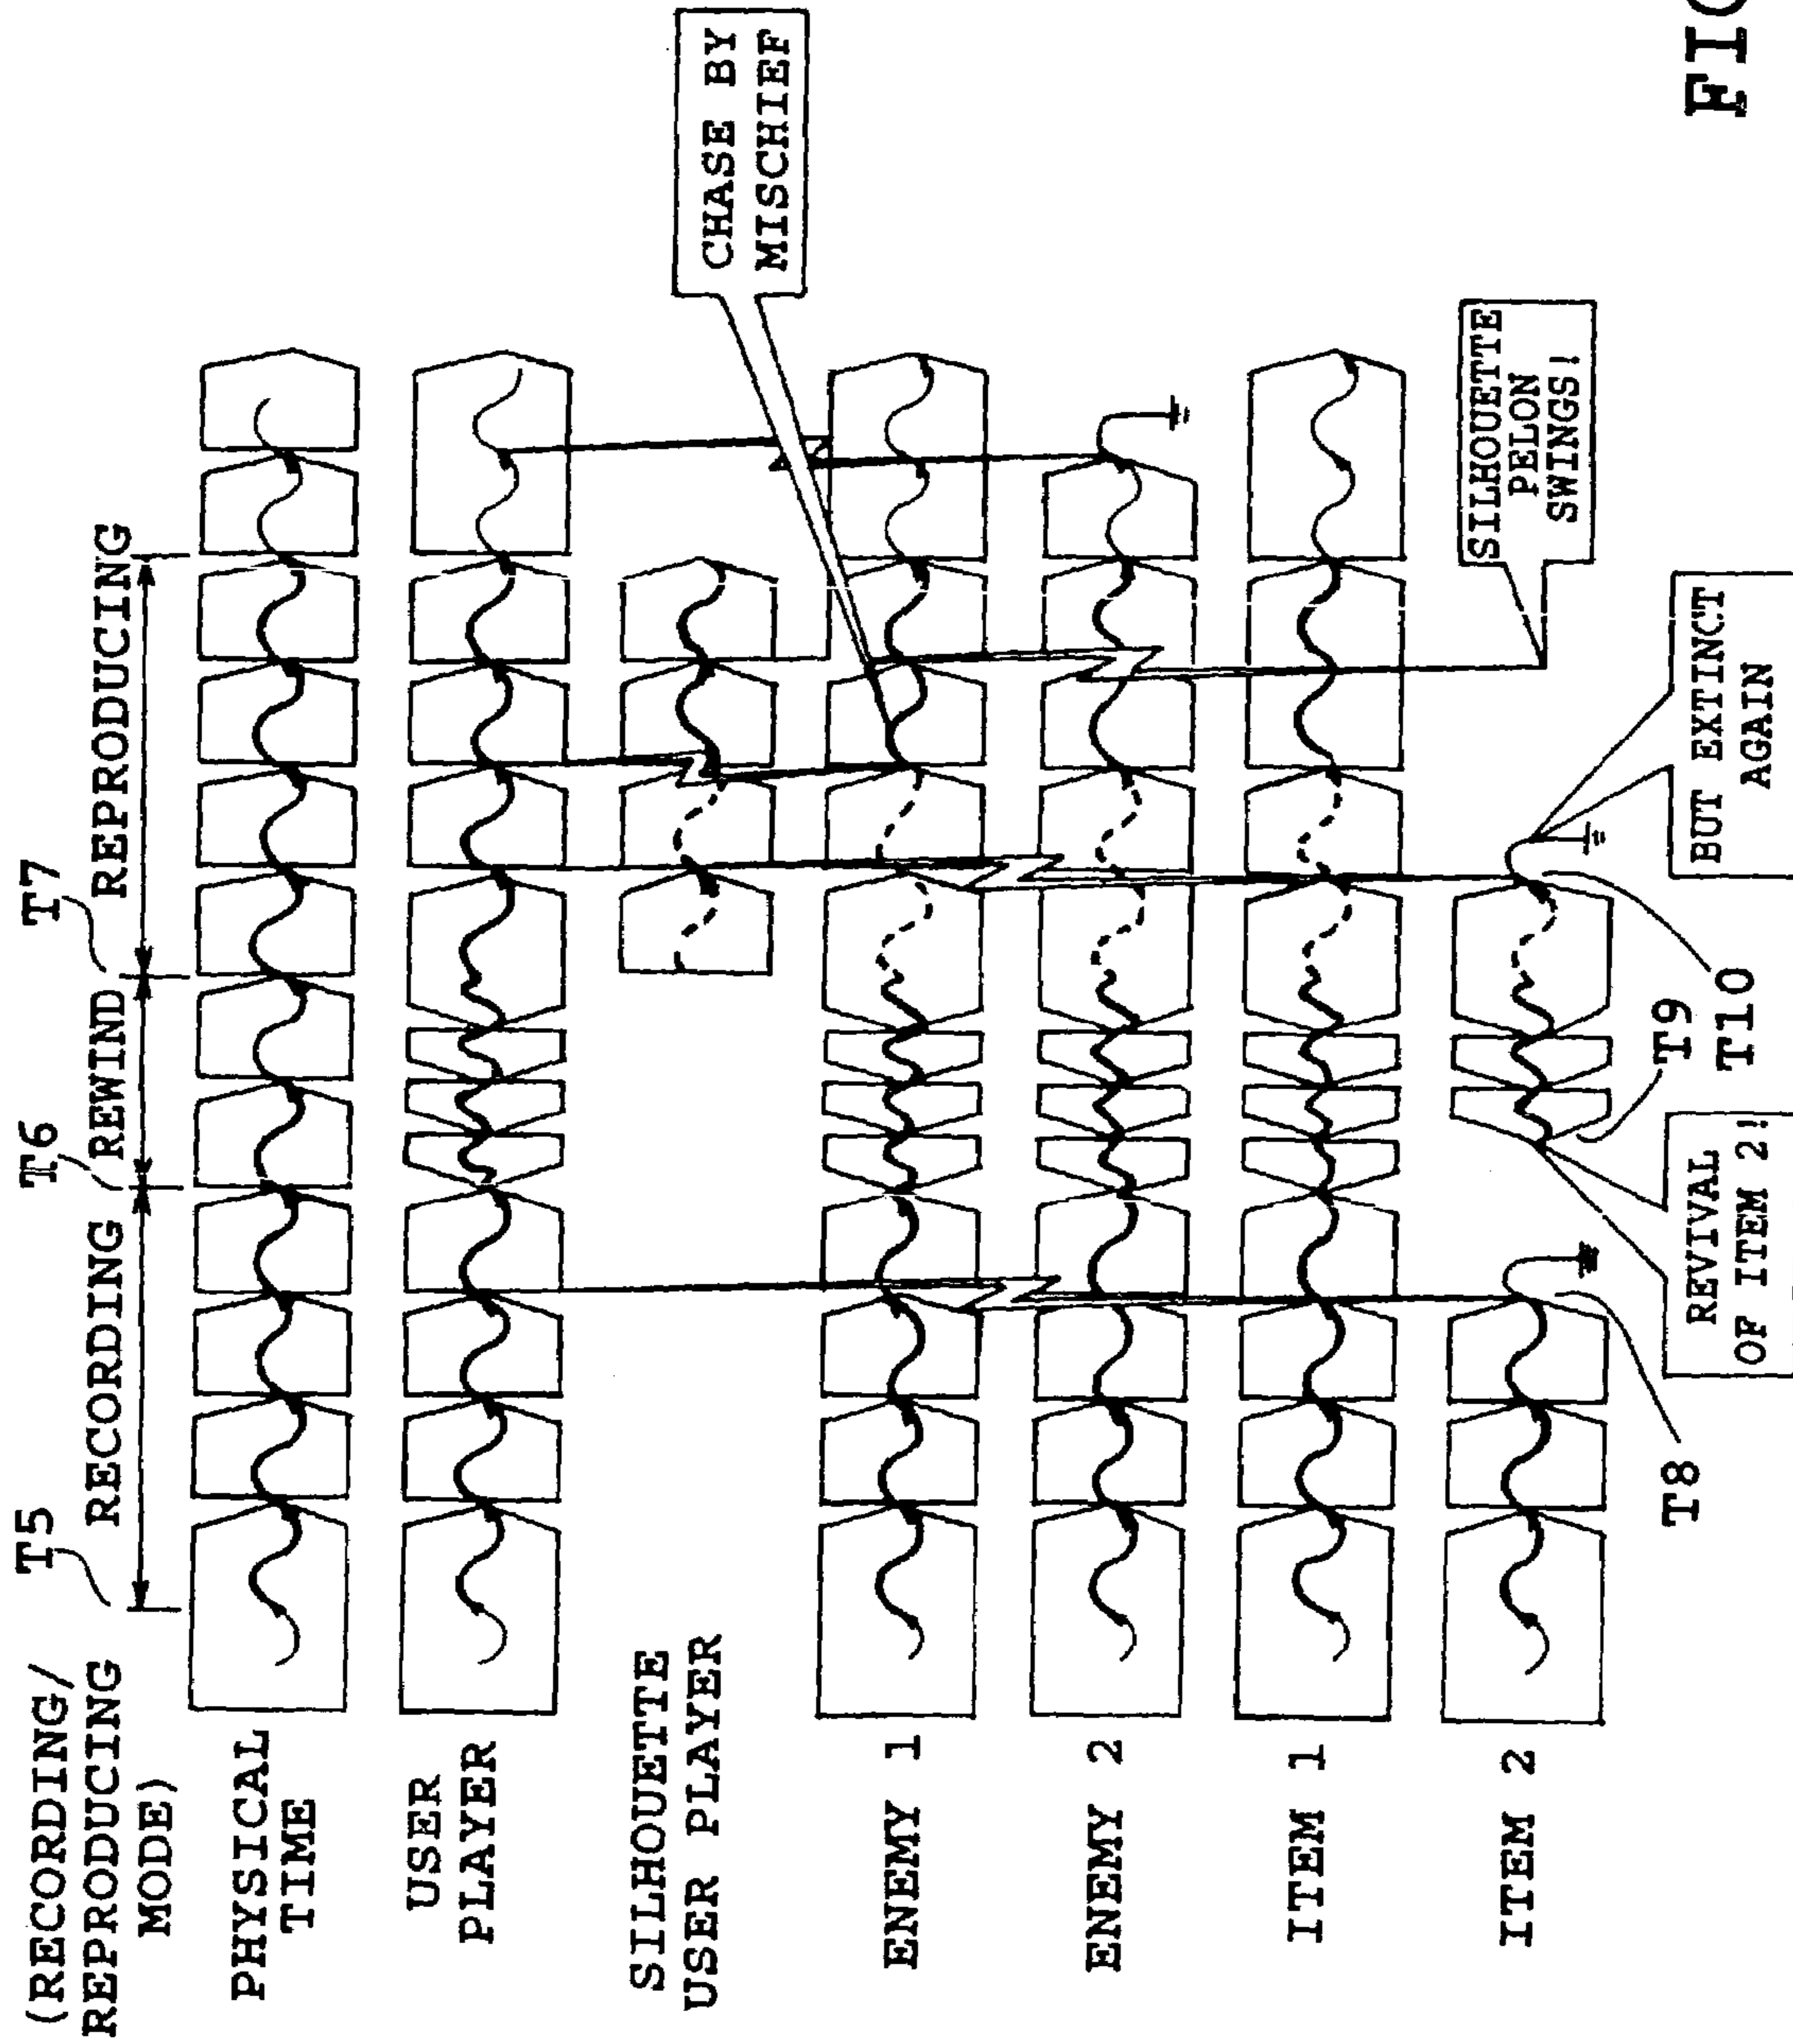 (RECORDING/
REPRODUCING
MODE)
T5
RECORDING
T6
REWIND
T7
REPRODUCING
PHYSICAL
TIME
USER
PLAYER
SILHOUETTE
USER PLAYER
CHASE BY
MISCHIEF
ENEMY 1
ENEMY 2
ITEM 1
SILHOUETTE
PELON
SWINGS!
ITEM 2
T8
T9
T10
REVIVAL
OF ITEM 2!
BUT EXTINCT
AGAIN